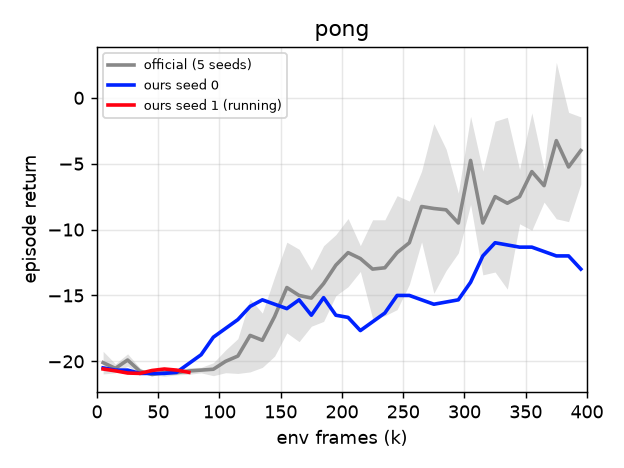 pong
official (5 seeds)
ours seed 0
ours seed 1 (running)
episode return
0
−5
−10
−15
−20
0
50
100
150
200
250
300
350
400
env frames (k)